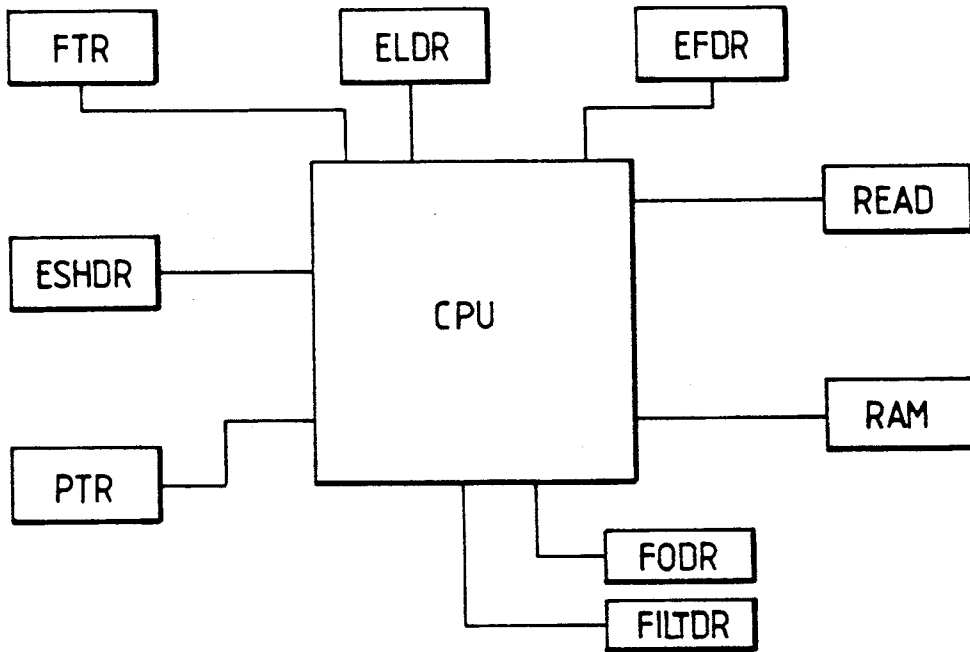 FTR
ELDR
EFDR
READ
ESHDR
CPU
RAM
PTR
FODR
FILTDR